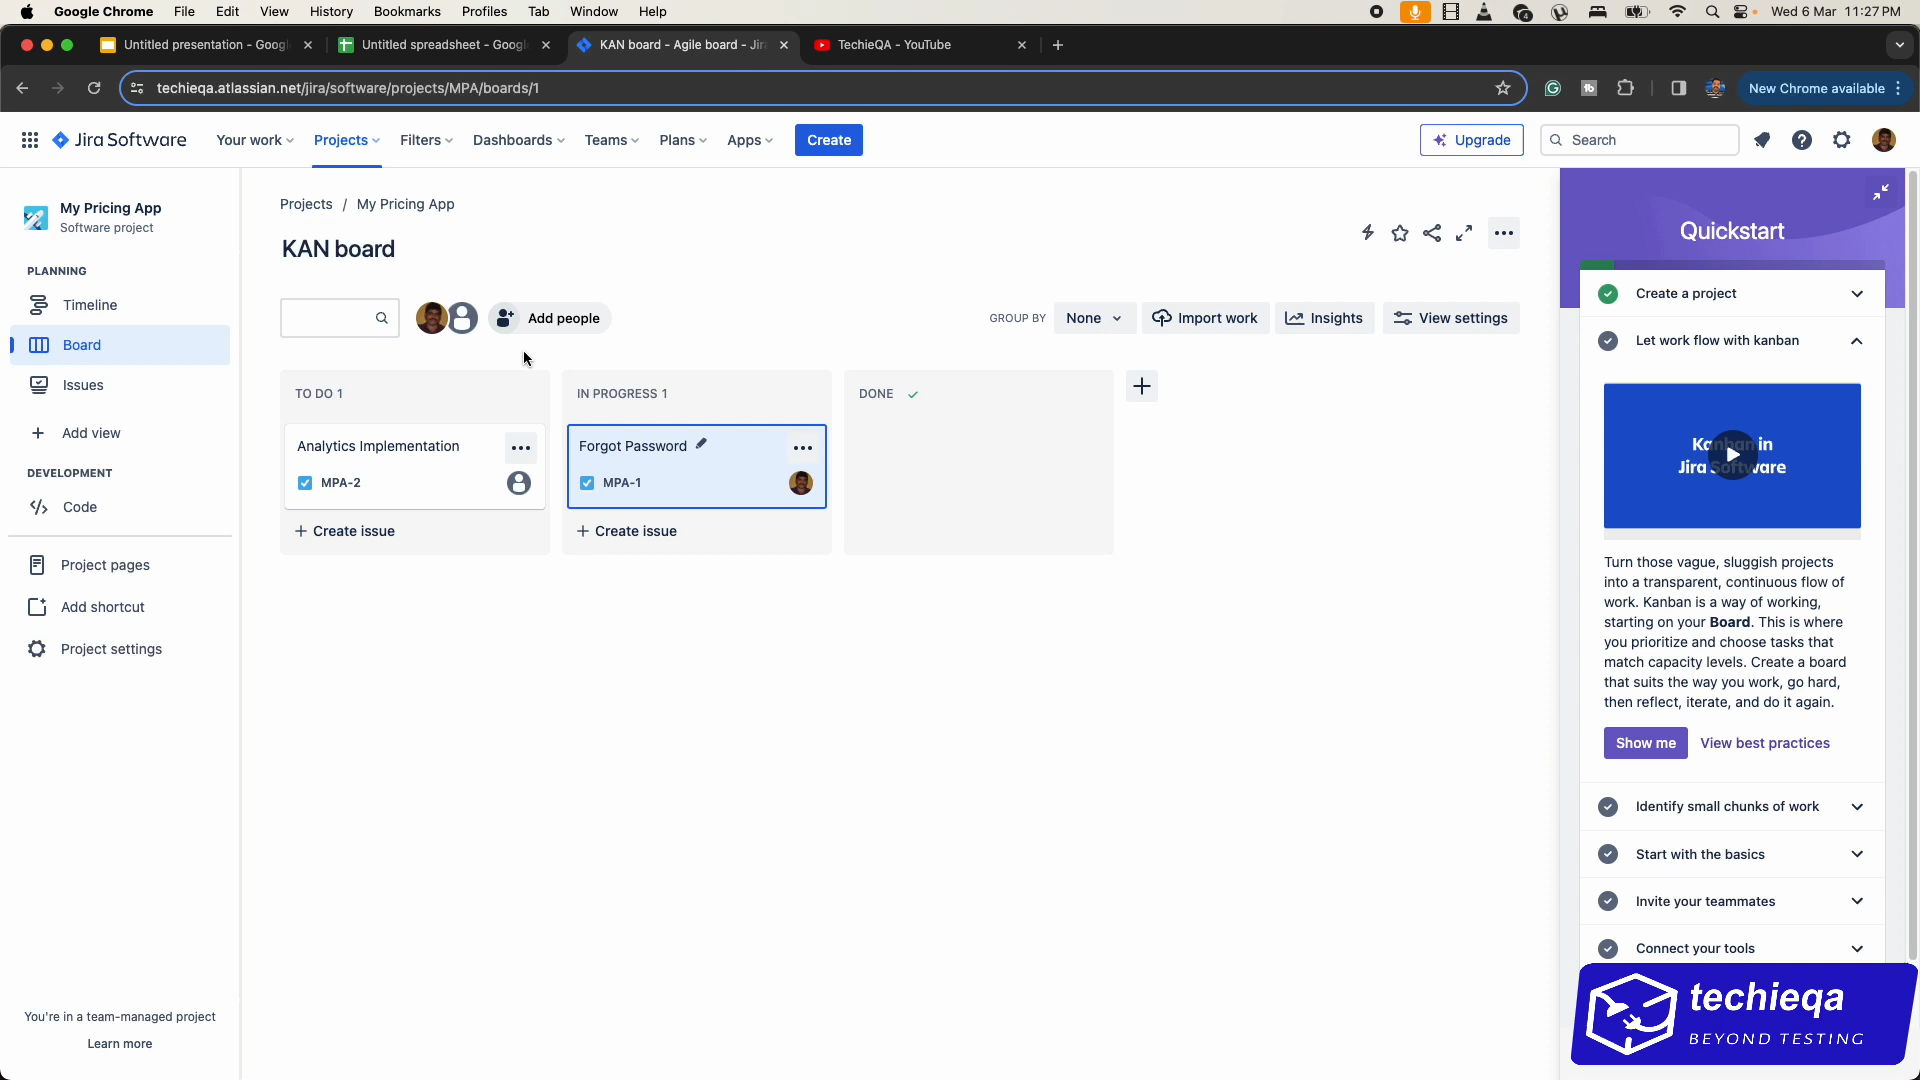 Google Chrome File Edit View History Bookmarks Profiles Tab Window Help
Wed 6 Mar 11:27 PM
Untitled presentation - Googl
Untitled spreadsheet - Googl
KAN board - Agile board - Jir
TechieQA - YouTube
techieqa.atlassian.net/jira/software/projects/MPA/boards/1
New Chrome available
Jira Software
Your work
Projects
Filters
Dashboards
Teams
Plans
Apps
Create
Upgrade
Search
My Pricing App
Software project
PLANNING
Timeline
Board
Issues
Add view
DEVELOPMENT
Code
Project pages
Add shortcut
Project settings
You're in a team-managed project
Learn more
Projects / My Pricing App
KAN board
Add people
GROUP BY
None
Import work
Insights
View settings
TO DO 1
Analytics Implementation
MPA-2
+ Create issue
IN PROGRESS 1
Forgot Password
MPA-1
+ Create issue
DONE
Quickstart
Create a project
Let work flow with kanban
Kanban in
Jira Software
Turn those vague, sluggish projects
into a transparent, continuous flow of
work. Kanban is a way of working,
starting on your Board. This is where
you prioritize and choose tasks that
match capacity levels. Create a board
that suits the way you work, go hard,
then reflect, iterate, and do it again.
Show me
View best practices
Identify small chunks of work
Start with the basics
Invite your teammates
Connect your tools
techieqa
BEYOND TESTING